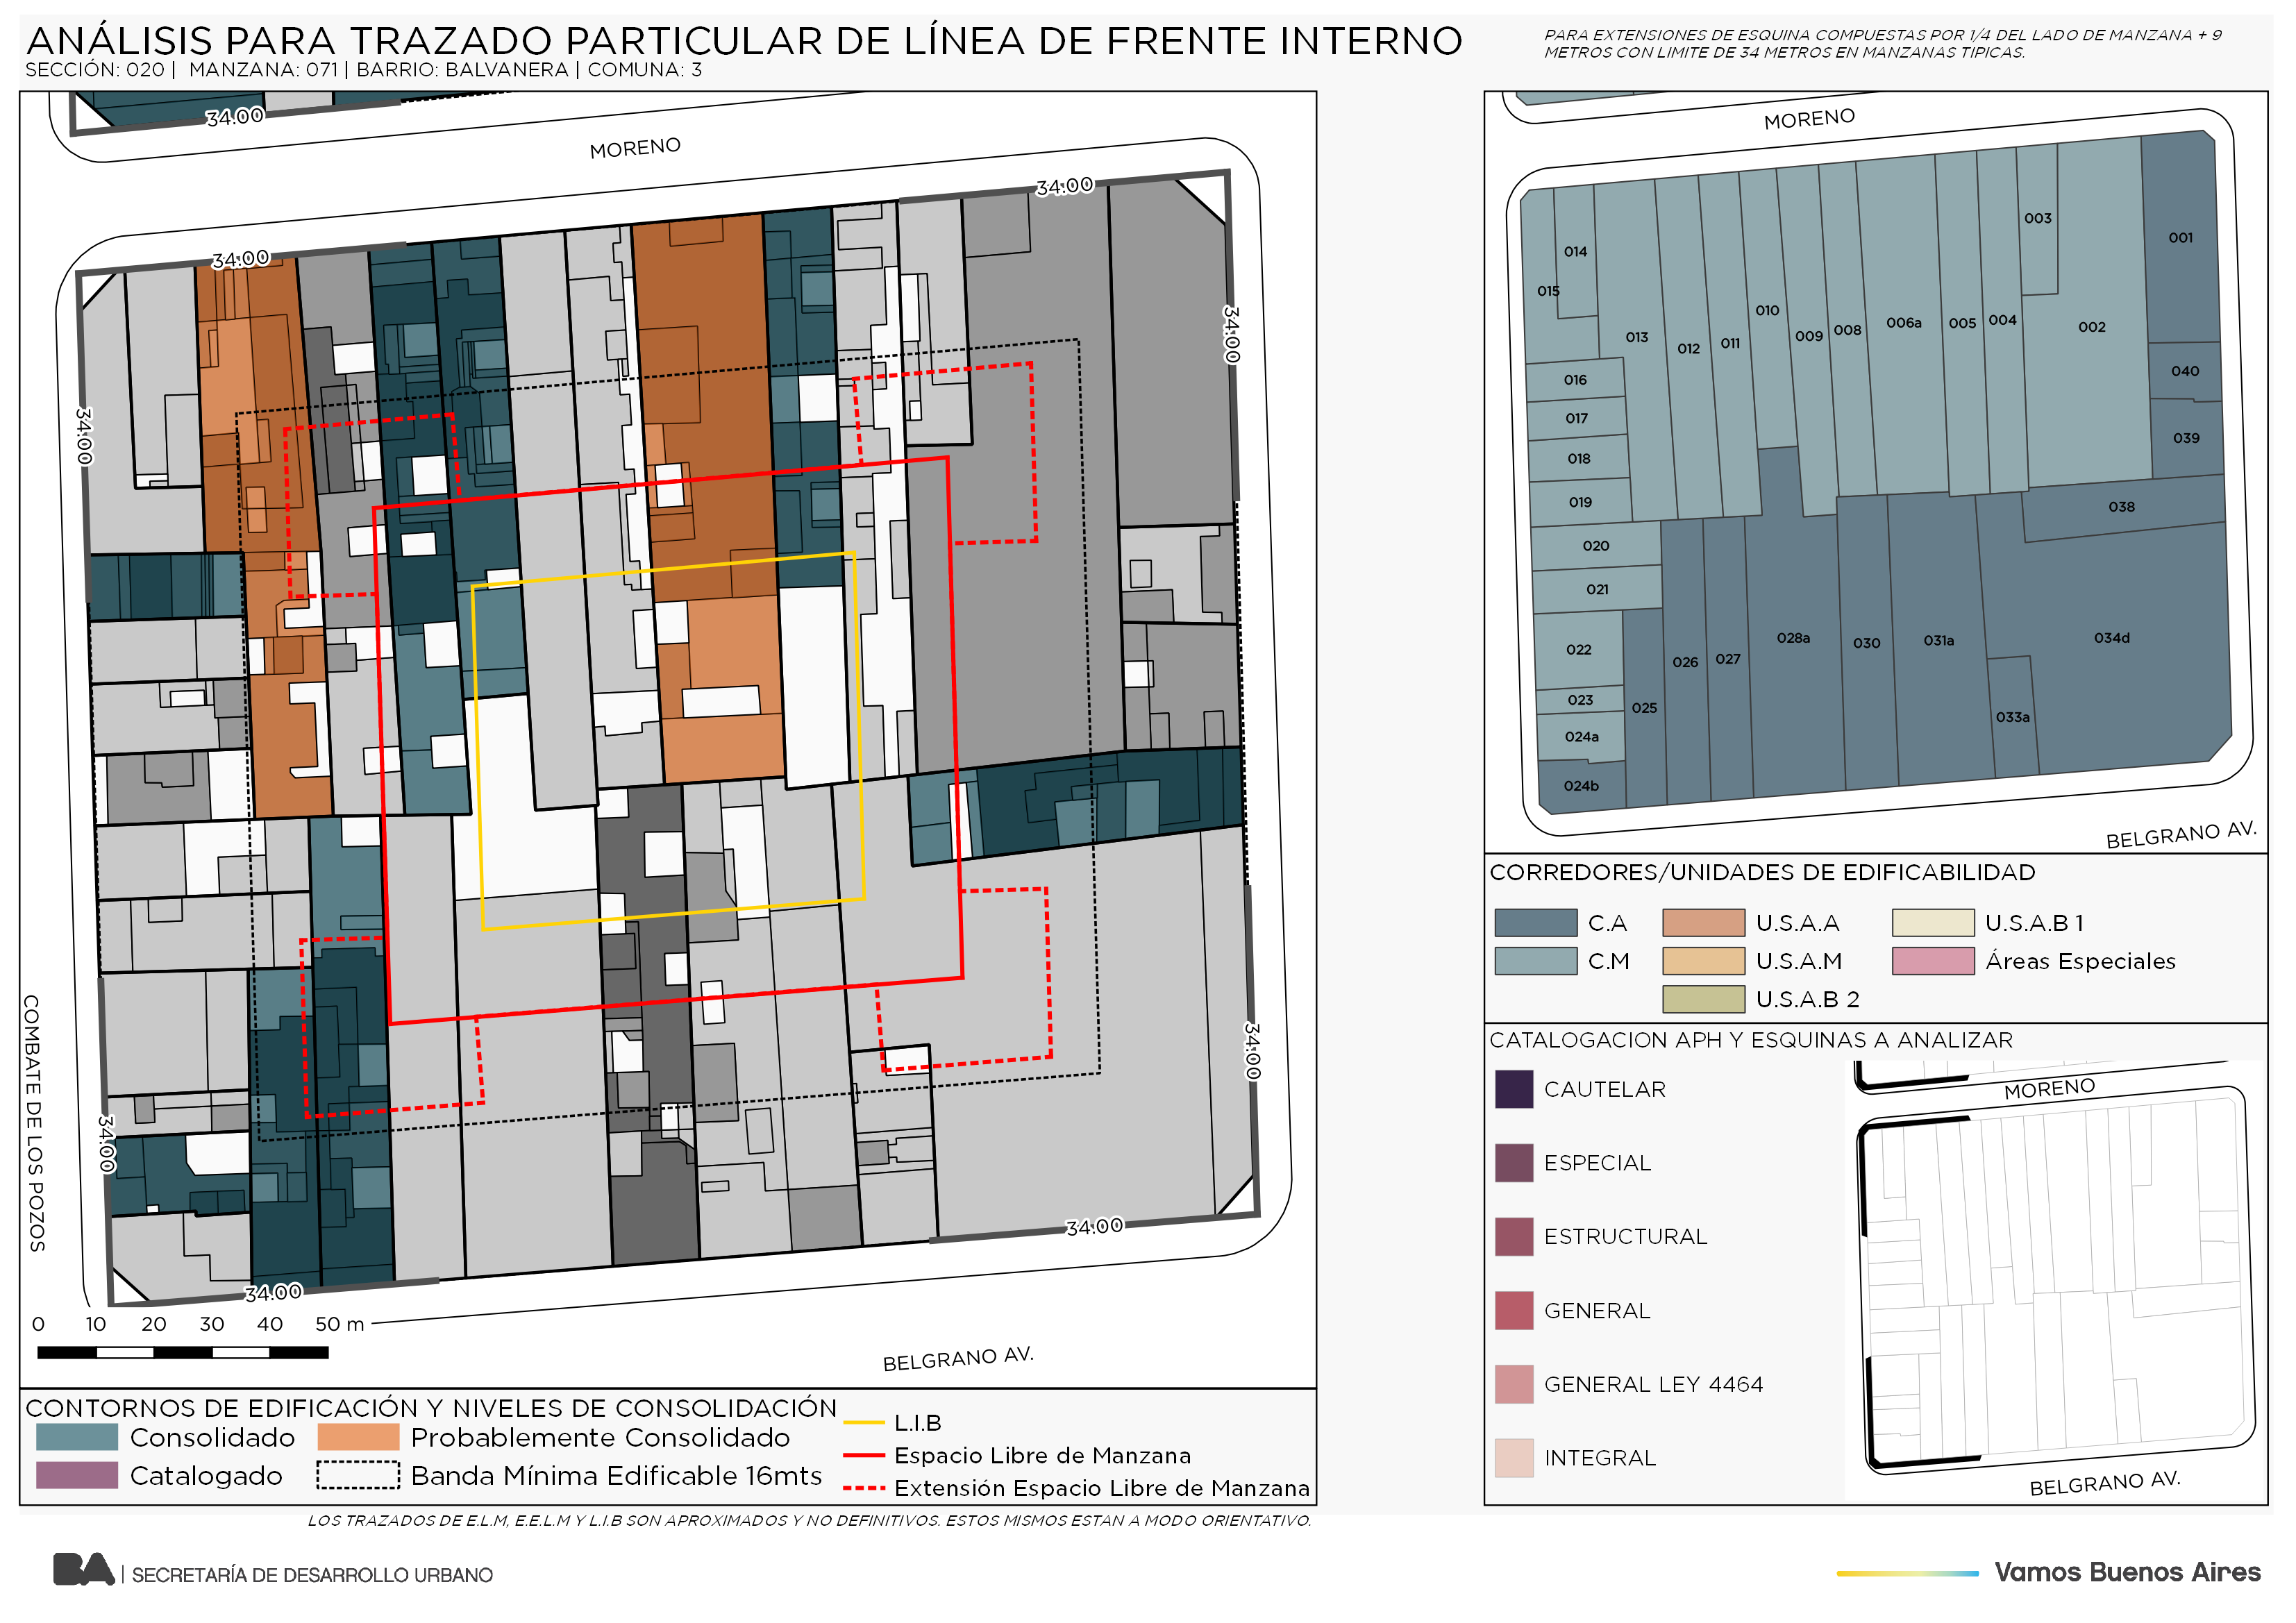 ANÁLISIS PARA TRAZADO PARTICULAR DE LÍNEA DE FRENTE INTERNO
SECCIÓN: 020 | MANZANA: 071 | BARRIO: BALVANERA | COMUNA: 3
PARA EXTENSIONES DE ESQUINA COMPUESTAS POR 1/4 DEL LADO DE MANZANA + 9
METROS CON LIMITE DE 34 METROS EN MANZANAS TIPICAS.
34.00
MORENO
34.00
34.00
34.00
34.00
34.00
34.00
34.00
34.00
COMBATE DE LOS POZOS
BELGRANO AV.
0 10 20 30 40 50 m
CONTORNOS DE EDIFICACIÓN Y NIVELES DE CONSOLIDACIÓN
Consolidado
Probablemente Consolidado
Catalogado
Banda Mínima Edificable 16mts
L.I.B
Espacio Libre de Manzana
Extensión Espacio Libre de Manzana
MORENO
001
002
003
004
005
006a
008
009
010
011
012
013
014
015
016
017
018
019
020
021
022
023
024a
024b
025
026
027
028a
030
031a
033a
034d
038
039
040
BELGRANO AV.
CORREDORES/UNIDADES DE EDIFICABILIDAD
C.A
U.S.A.A
U.S.A.B 1
C.M
U.S.A.M
Áreas Especiales
U.S.A.B 2
CATALOGACION APH Y ESQUINAS A ANALIZAR
CAUTELAR
ESPECIAL
ESTRUCTURAL
GENERAL
GENERAL LEY 4464
INTEGRAL
MORENO
BELGRANO AV.
LOS TRAZADOS DE E.L.M, E.E.L.M Y L.I.B SON APROXIMADOS Y NO DEFINITIVOS. ESTOS MISMOS ESTAN A MODO ORIENTATIVO.
BA | SECRETARÍA DE DESARROLLO URBANO
Vamos Buenos Aires